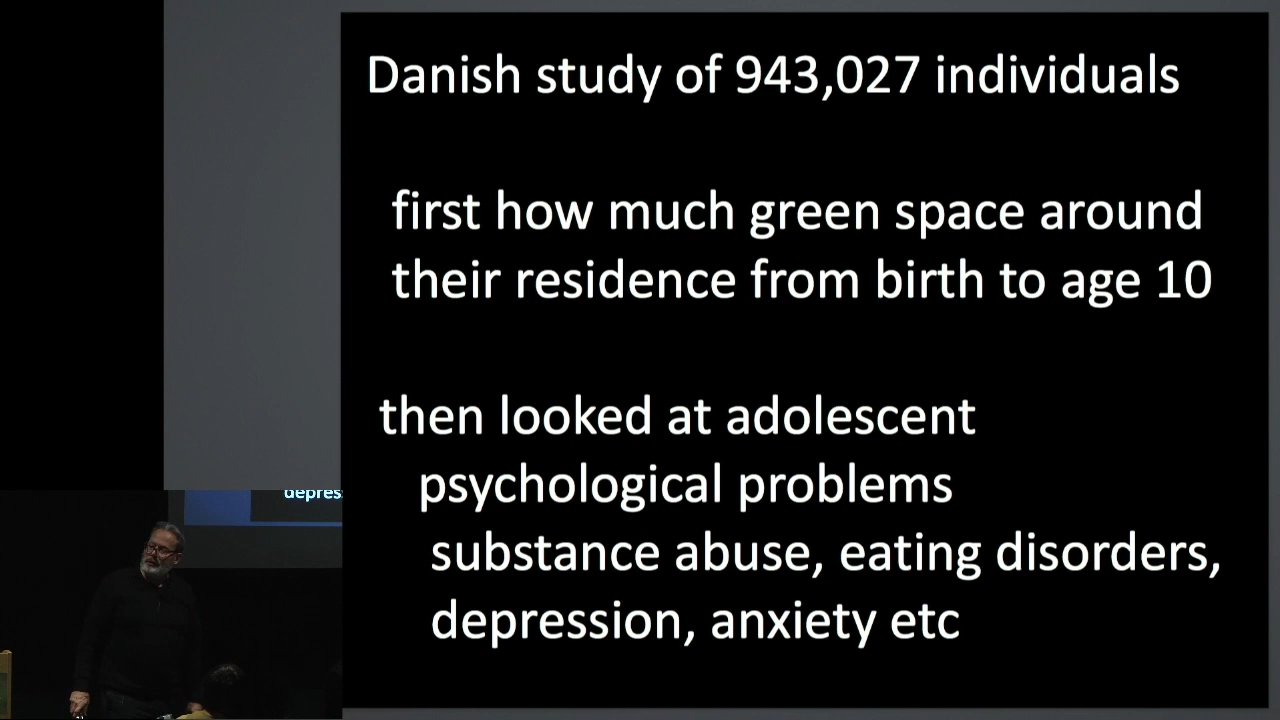 Danish study of 943,027 individuals
first how much green space around
their residence from birth to age 10
then looked at adolescent
psychological problems
substance abuse, eating disorders,
depression, anxiety etc